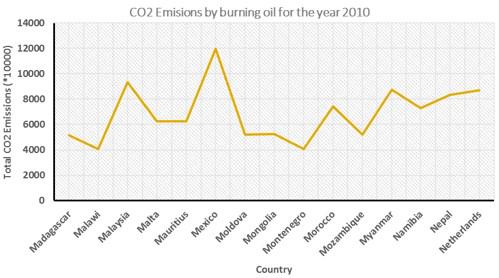 CO2 Emisions by burning oil for the year 2010
Total CO2 Emissions (*10000)
14000
12000
10000
8000
6000
4000
2000
0
Madagascar
Malawi
Malaysia
Malta
Mauritius
Mexico
Moldova
Mongolia
Montenegro
Morocco
Mozambique
Myanmar
Namibia
Nepal
Netherlands
Country